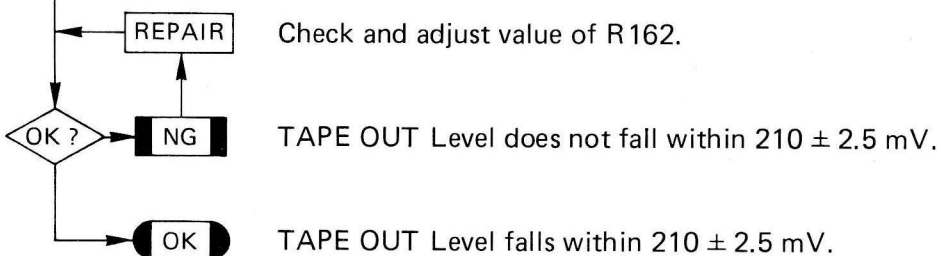 REPAIR Check and adjust value of R162.
OK ? NG TAPE OUT Level does not fall within 210 ± 2.5 mV.
OK TAPE OUT Level falls within 210 ± 2.5 mV.